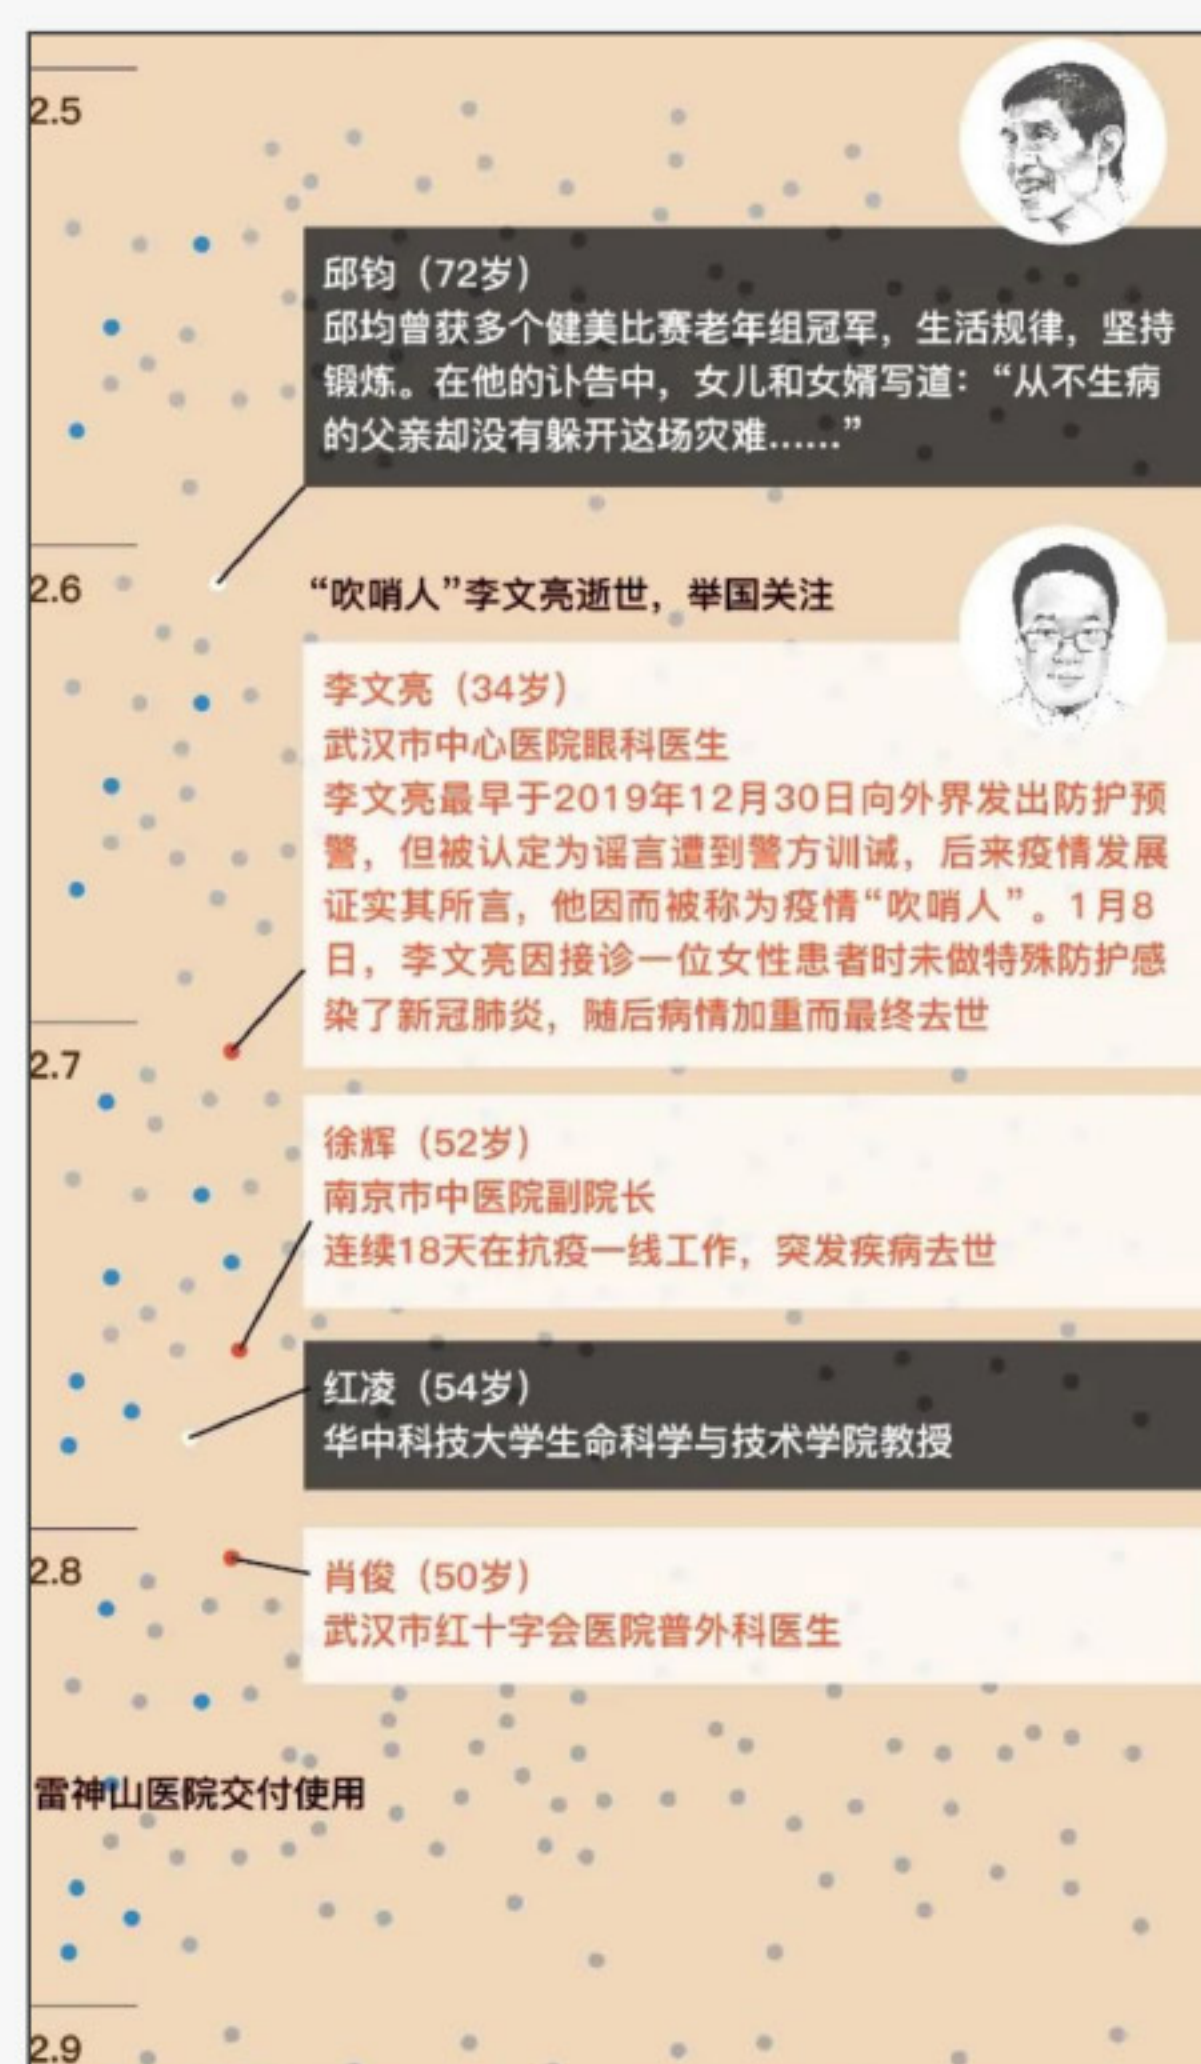 2.5
邱钧（72岁）
邱均曾获多个健美比赛老年组冠军，生活规律，坚持
锻炼。在他的讣告中，女儿和女婿写道：“从不生病
的父亲却没有躲开这场灾难……”
2.6
“吹哨人”李文亮逝世，举国关注
李文亮（34岁）
武汉市中心医院眼科医生
李文亮最早于2019年12月30日向外界发出防护预
警，但被认定为谣言遭到警方训诫，后来疫情发展
证实其所言，他因而被称为疫情“吹哨人”。1月8
日，李文亮因接诊一位女性患者时未做特殊防护感
染了新冠肺炎，随后病情加重而最终去世
2.7
徐辉（52岁）
南京市中医院副院长
连续18天在抗疫一线工作，突发疾病去世
红凌（54岁）
华中科技大学生命科学与技术学院教授
2.8
肖俊（50岁）
武汉市红十字会医院普外科医生
雷神山医院交付使用
2.9